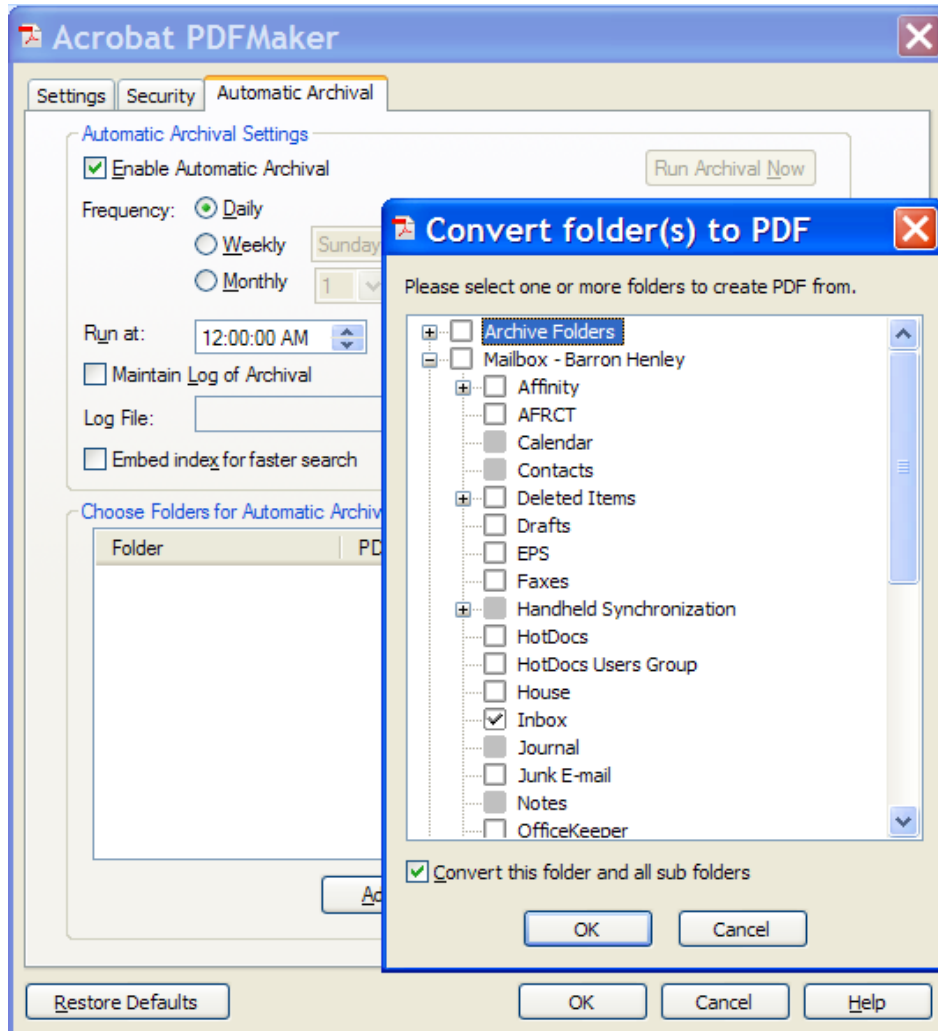 Acrobat PDFMaker
Settings Security Automatic Archival
Automatic Archival Settings
Enable Automatic Archival Run Archival Now
Frequency: Daily
Weekly Sunday
Monthly 1
Run at: 12:00:00 AM
Maintain Log of Archival
Log File:
Embed index for faster search
Choose Folders for Automatic Archiv
Folder PD
Ad
Restore Defaults OK Cancel Help
Convert folder(s) to PDF
Please select one or more folders to create PDF from.
Archive Folders
Mailbox - Barron Henley
Affinity
AFRCT
Calendar
Contacts
Deleted Items
Drafts
EPS
Faxes
Handheld Synchronization
HotDocs
HotDocs Users Group
House
Inbox
Journal
Junk E-mail
Notes
OfficeKeeper
Convert this folder and all sub folders
OK Cancel